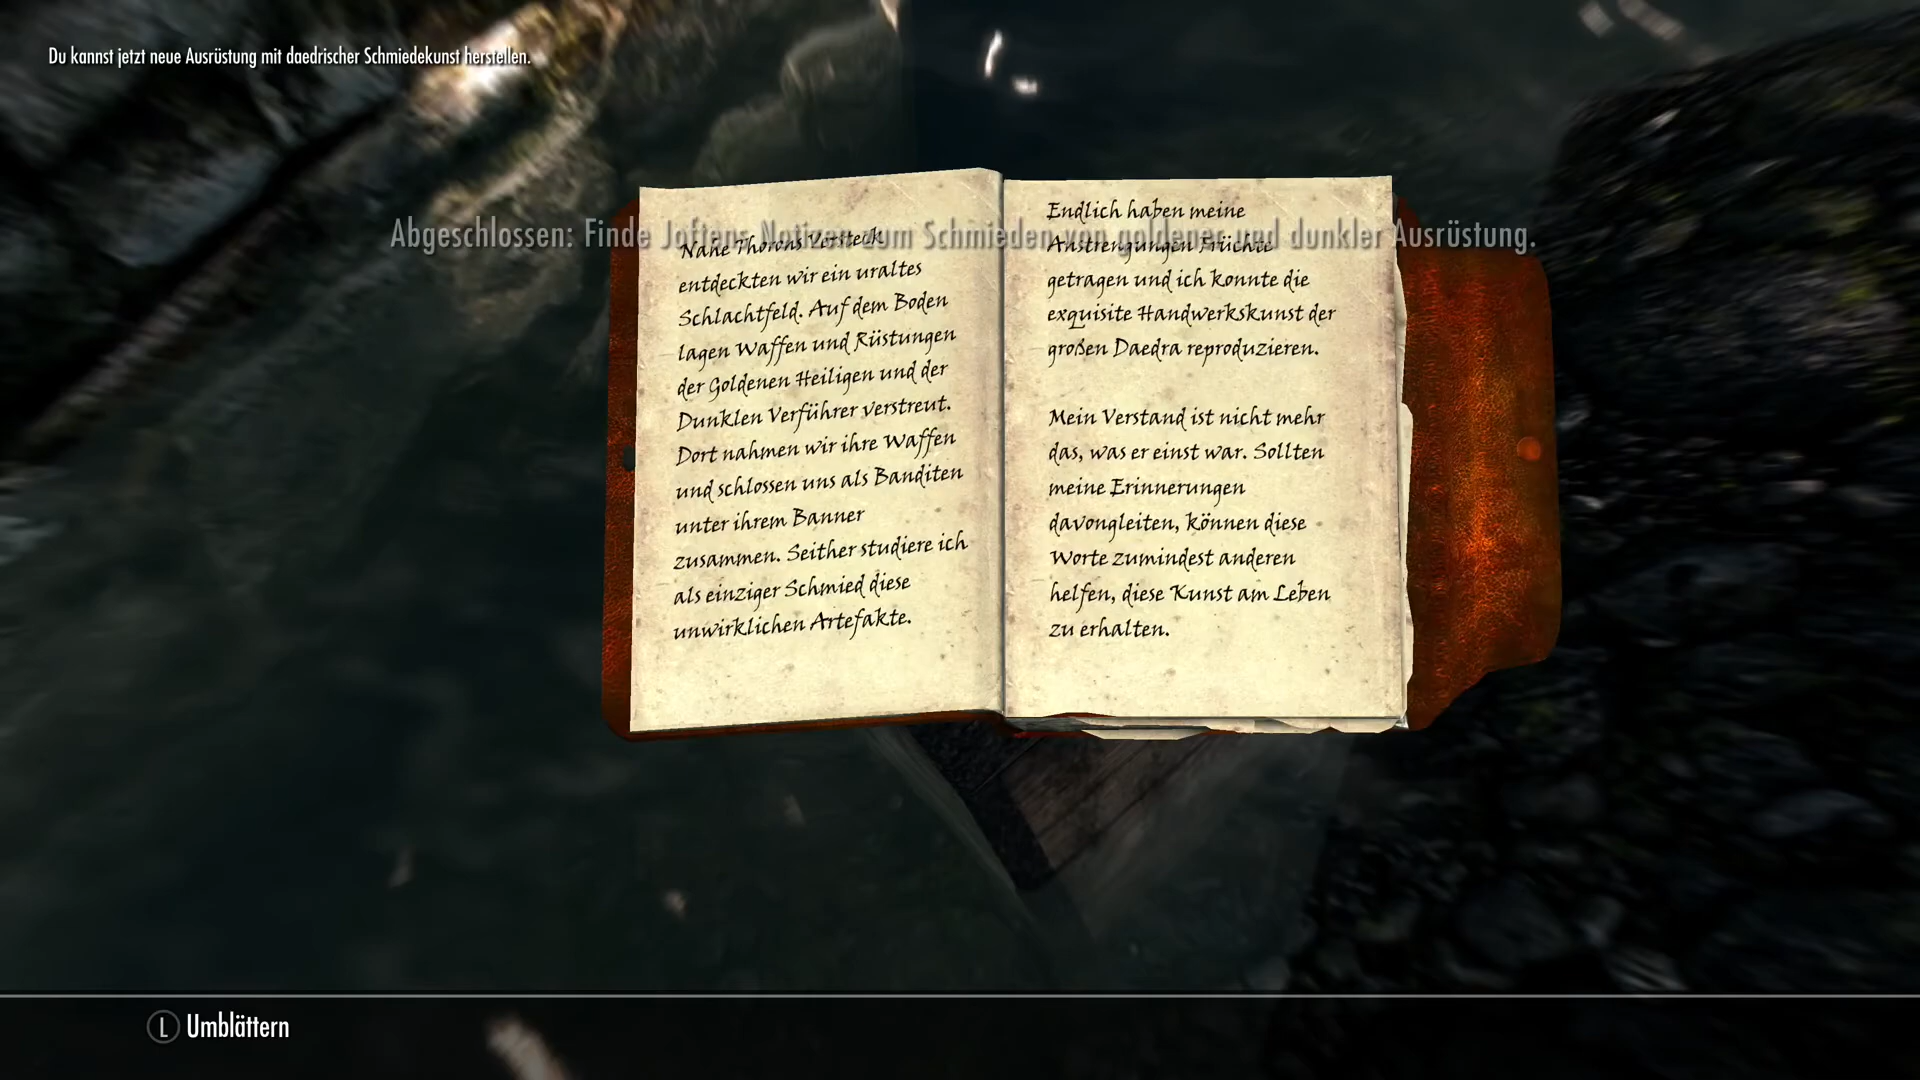 Du kannst jetzt neue Ausrüstung mit daedrischer Schmiedekunst herstellen.
Abgeschlossen: Finde Joftens Notizen zum Schmieden von goldener und dunkler Ausrüstung.
Nahe Thorons Versteck
entdeckten wir ein uraltes
Schlachtfeld. Auf dem Boden
lagen Waffen und Rüstungen
der Goldenen Heiligen und der
Dunklen Verführer verstreut.
Dort nahmen wir ihre Waffen
und schlossen uns als Banditen
unter ihrem Banner
zusammen. Seither studiere ich
als einziger Schmied diese
unwirklichen Artefakte.
Endlich haben meine
Anstrengungen Früchte
getragen und ich konnte die
exquisite Handwerkskunst der
großen Daedra reproduzieren.
Mein Verstand ist nicht mehr
das, was er einst war. Sollten
meine Erinnerungen
davongleiten, können diese
Worte zumindest anderen
helfen, diese Kunst am Leben
zu erhalten.
L Umblättern